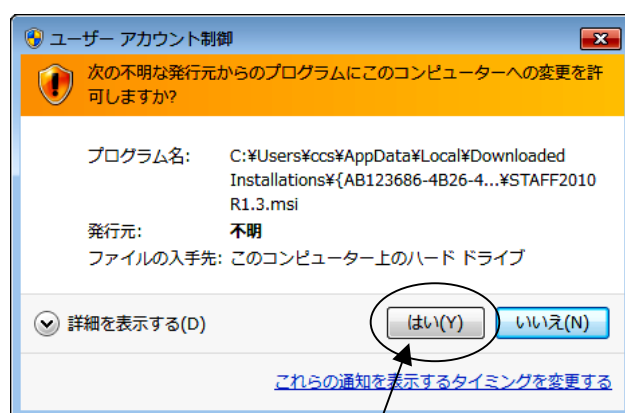 ユーザー アカウント制御
次の不明な発行元からのプログラムにこのコンピューターへの変更を許
可しますか?
プログラム名: C:¥Users¥ccs¥AppData¥Local¥Downloaded
Installations¥{AB123686-4B26-4...¥STAFF2010
R1.3.msi
発行元: 不明
ファイルの入手先: このコンピューター上のハード ドライブ
詳細を表示する(D) はい(Y) いいえ(N)
これらの通知を表示するタイミングを変更する